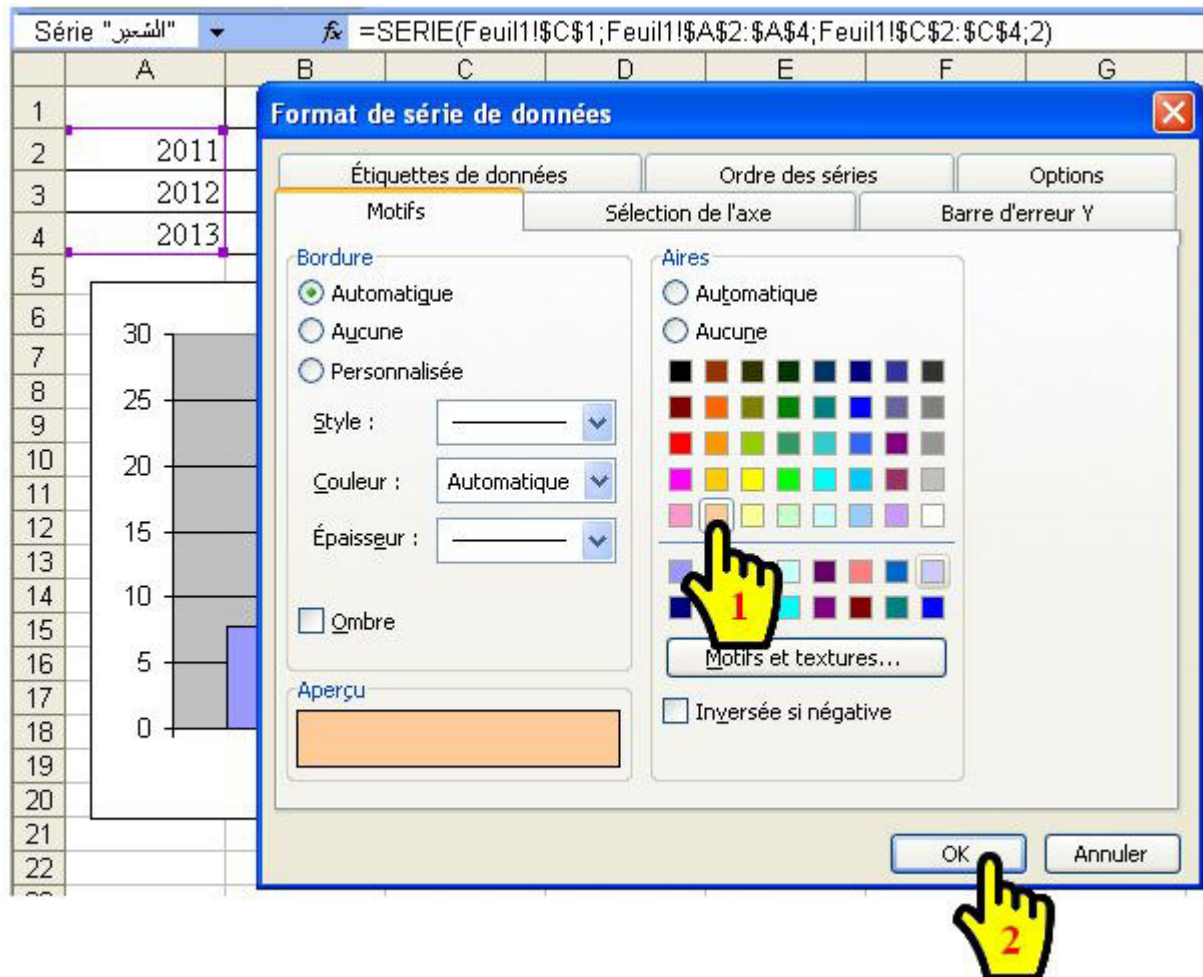 Série "الشعير" fx =SERIE(Feuil1!$C$1;Feuil1!$A$2:$A$4;Feuil1!$C$2:$C$4;2)
A B C D E F G
1
2 2011
3 2012
4 2013
5
6
7
8
9
10
11
12
13
14
15
16
17
18
19
20
21
22
30
25
20
15
10
5
0
Format de série de données
Étiquettes de données Ordre des séries Options
Motifs Sélection de l'axe Barre d'erreur Y
Bordure
Automatique
Aucune
Personnalisée
Style :
Couleur : Automatique
Épaisseur :
Ombre
Aperçu
Aires
Automatique
Aucune
1
Motifs et textures...
Inversée si négative
OK Annuler
2